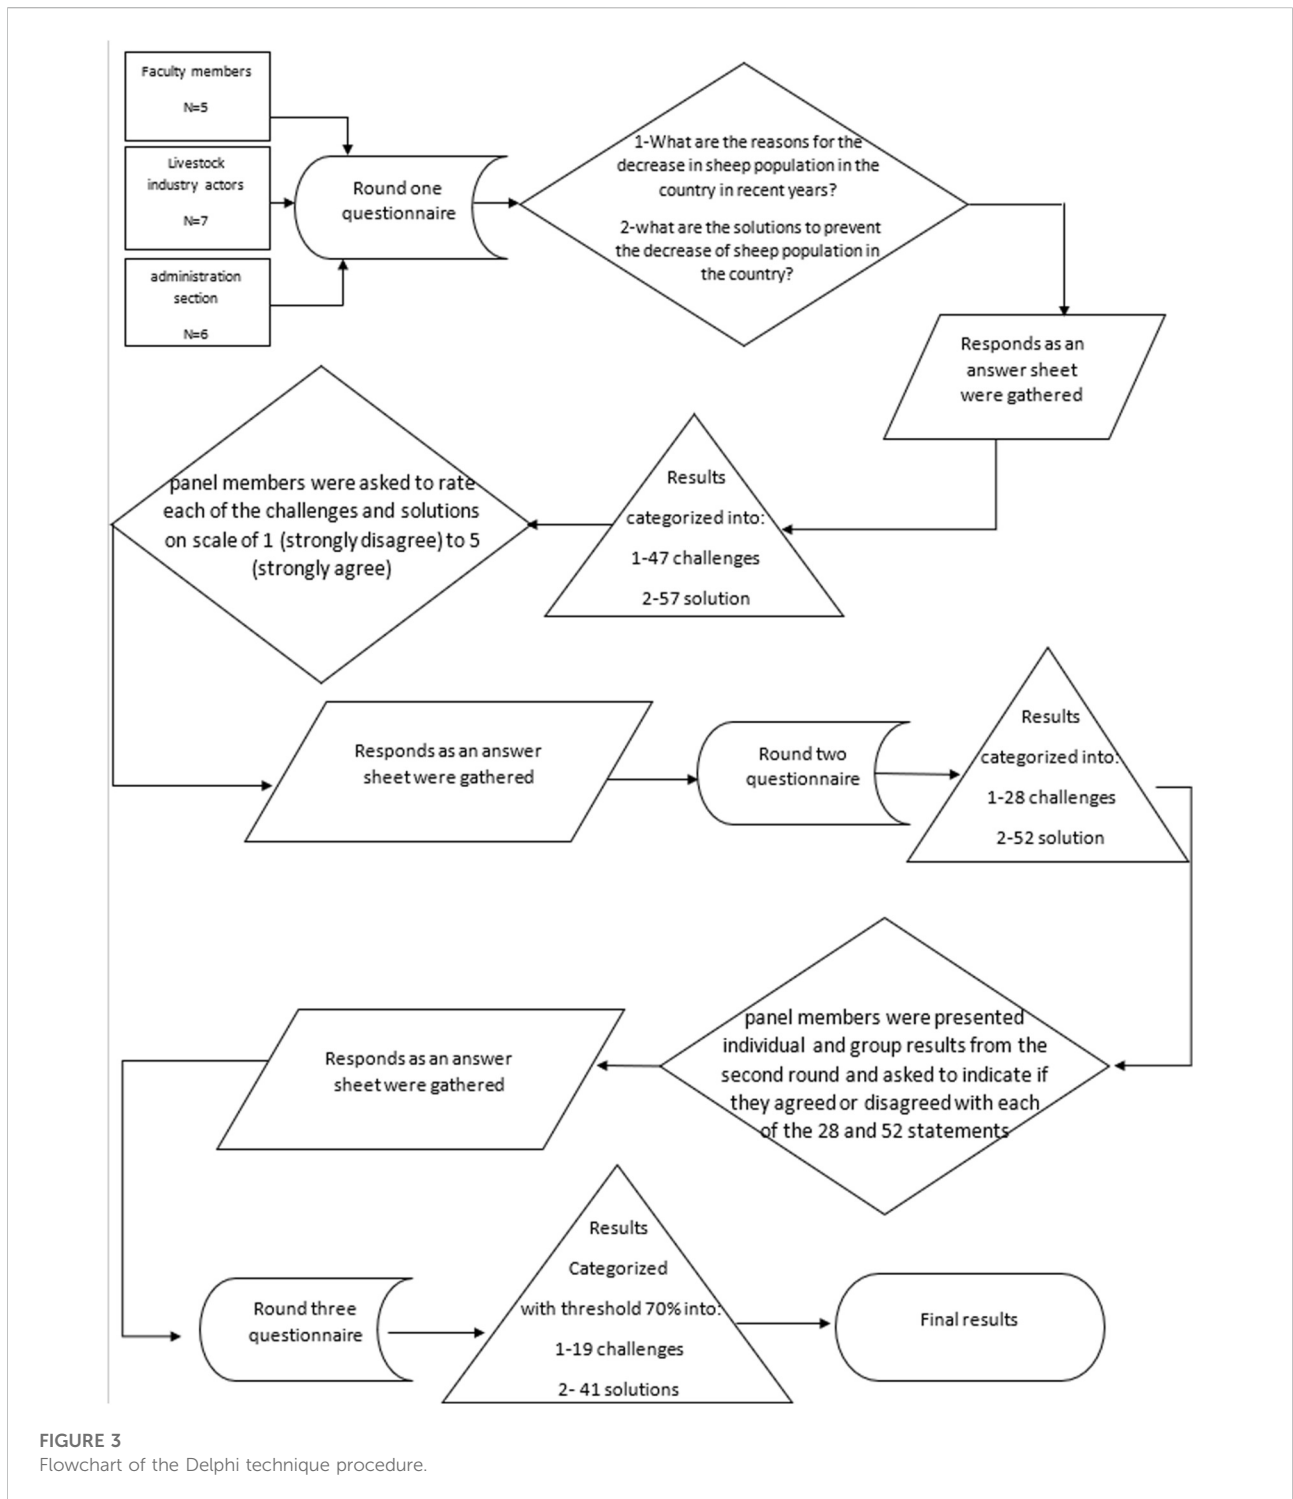 Faculty members
N=5
Livestock
industry actors
N=7
administration
section
N=6
Round one
questionnaire
1-What are the reasons for the
decrease in sheep population in the
country in recent years?
2-what are the solutions to prevent
the decrease of sheep population in
the country?
Responds as an
answer sheet
were gathered
Results
categorized into:
1-47 challenges
2-57 solution
panel members were asked to rate
each of the challenges and solutions
on scale of 1 (strongly disagree) to 5
(strongly agree)
Responds as an answer
sheet were gathered
Round two
questionnaire
Results
categorized into:
1-28 challenges
2-52 solution
panel members were presented
individual and group results from the
second round and asked to indicate if
they agreed or disagreed with each
of the 28 and 52 statements
Responds as an answer
sheet were gathered
Round three
questionnaire
Results
Categorized
with threshold 70% into:
1-19 challenges
2- 41 solutions
Final results
FIGURE 3
Flowchart of the Delphi technique procedure.